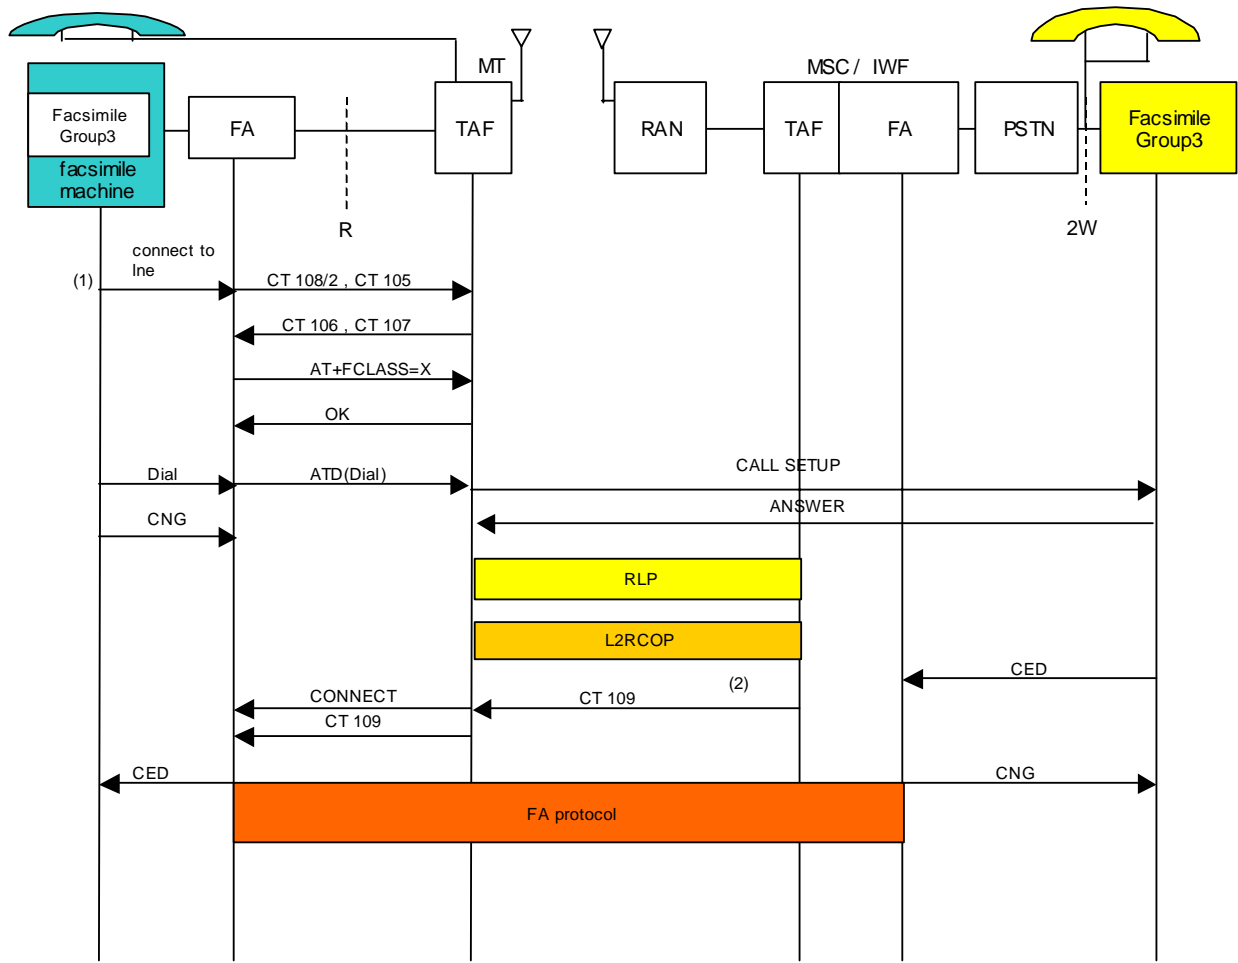 MT
MSC / IWF
Facsimile
Group3
facsimile
machine
FA
TAF
RAN
TAF
FA
PSTN
Facsimile
Group3
R
2W
connect to
lne
(1)
CT 108/2 , CT 105
CT 106 , CT 107
AT+FCLASS=X
OK
Dial
ATD(Dial)
CALL SETUP
CNG
ANSWER
RLP
L2RCOP
CED
(2)
CONNECT
CT 109
CT 109
CED
CNG
FA protocol